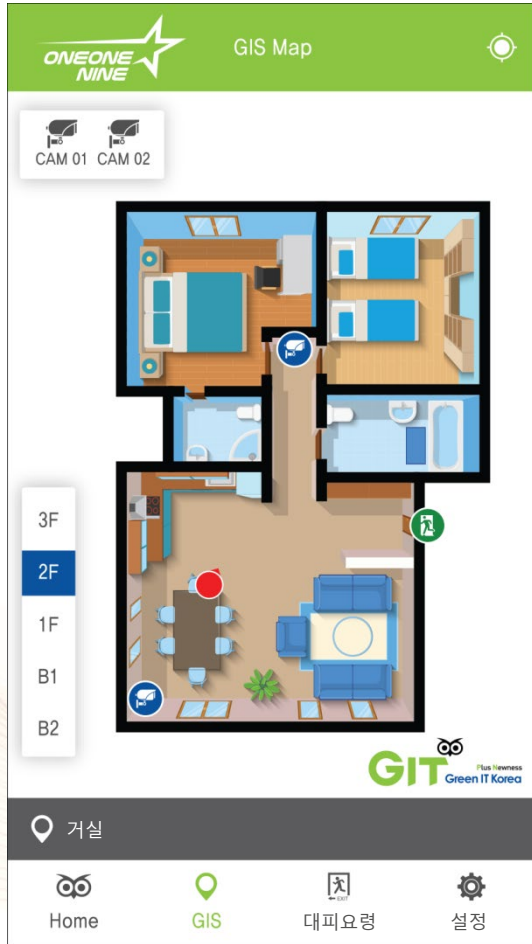 ONEONE
NINE
GIS Map
CAM 01 CAM 02
3F
2F
1F
B1
B2
GIT
Plus Newness
Green IT Korea
거실
EXIT
Home
GIS
대피요령
설정